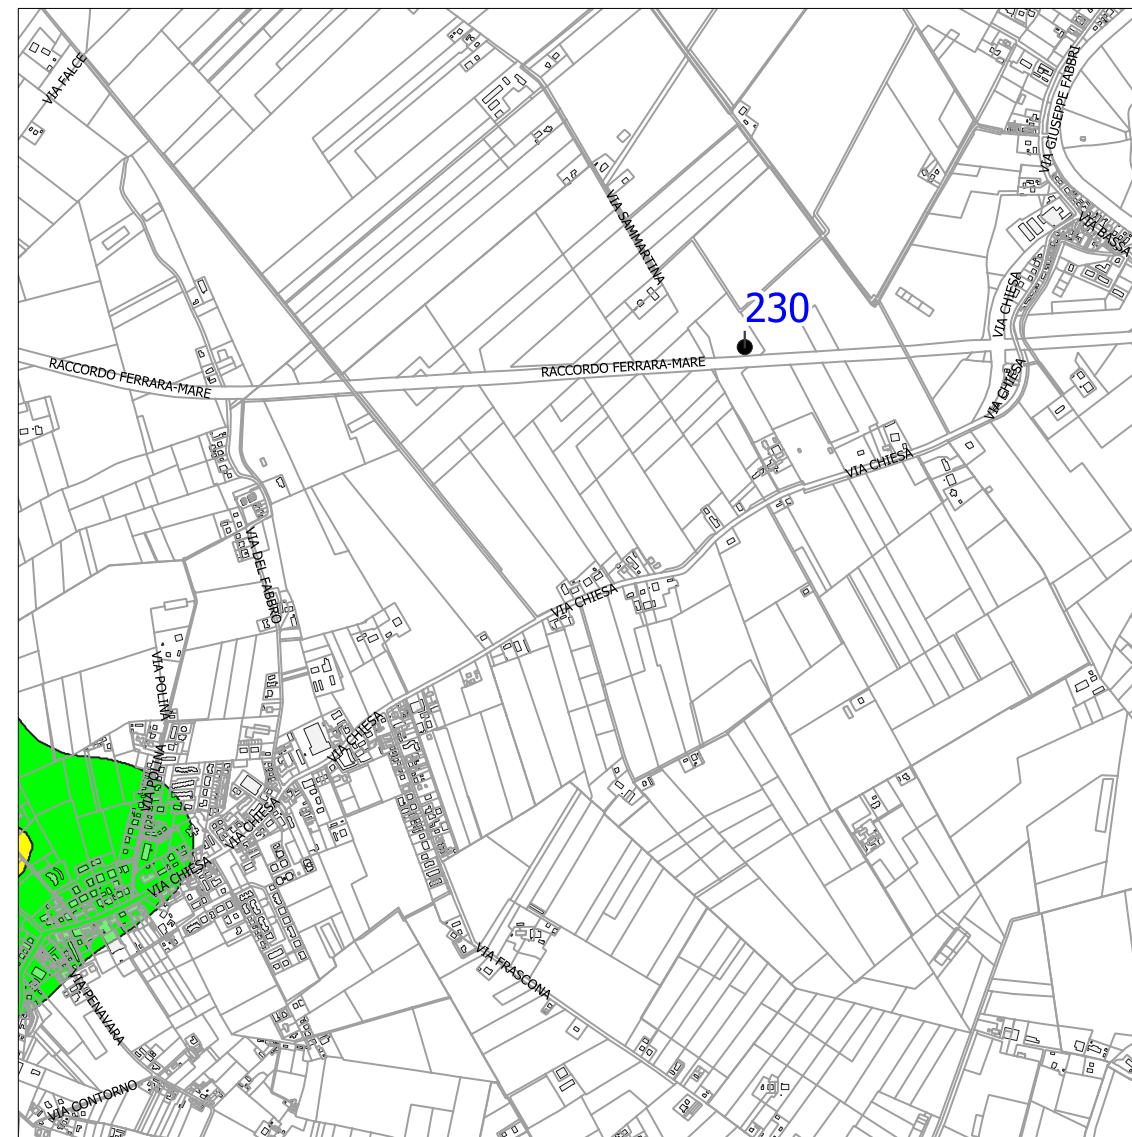 VIA FALCE
VIA GIUSEPPE FABBRI
VIA SAMMARTINA
VIA BASSA
VIA CHIESA
230
RACCORDO FERRARA-MARE
RACCORDO FERRARA-MARE
VIA CHIESA
VIA CHIESA
VIA DEL FABBRO
VIA CHIESA
VIA POLINA
VIA CHIESA
VIA POLINA
VIA CHIESA
VIA CHIESA
VIA FRASCONA
VIA PENAVARA
VIA CONTORNO